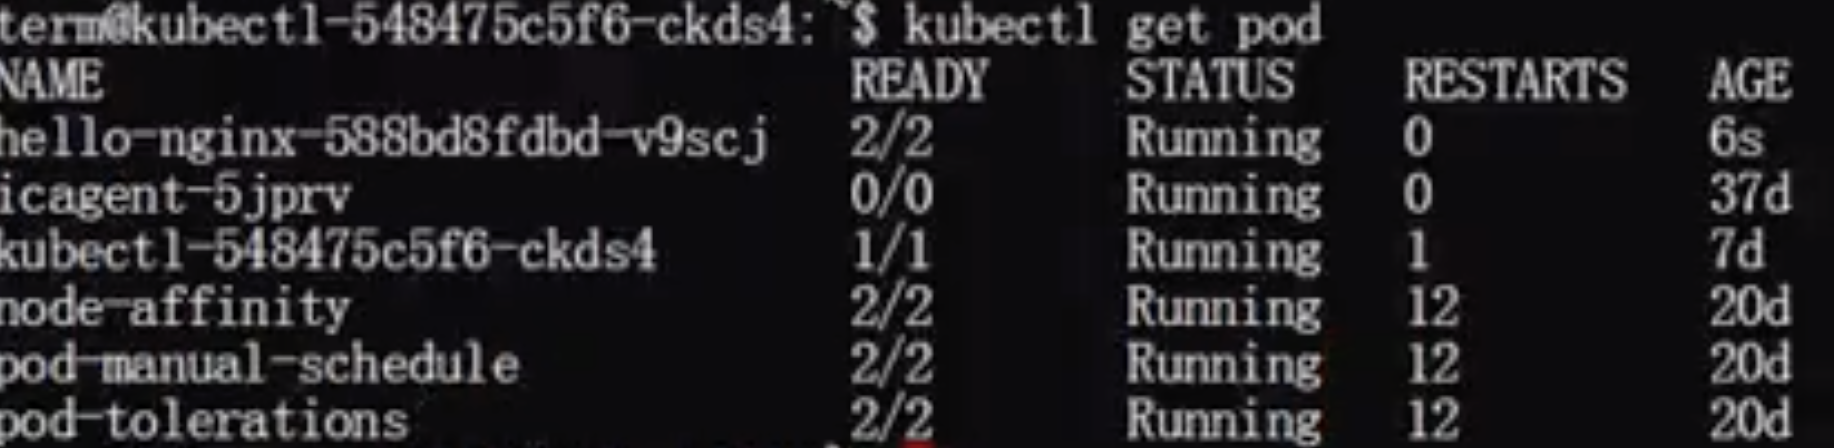 term@kubectl-548475c5f6-ckds4:~$ kubectl get pod
NAME READY STATUS RESTARTS AGE
hello-nginx-588bd8fdbd-v9scj 2/2 Running 0 6s
icagent-5jprv 0/0 Running 0 37d
kubectl-548475c5f6-ckds4 1/1 Running 1 7d
node-affinity 2/2 Running 12 20d
pod-manual-schedule 2/2 Running 12 20d
pod-tolerations 2/2 Running 12 20d